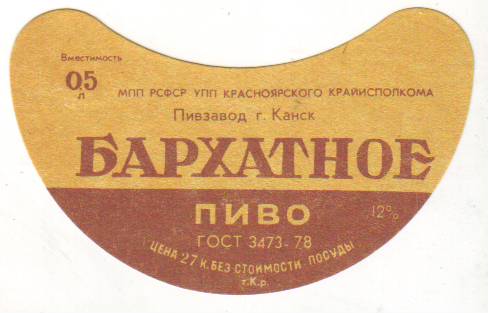 Вместимость
0,5
л
МПП РСФСР УПП КРАСНОЯРСКОГО КРАЙИСПОЛКОМА
Пивзавод г. Канск
БАРХАТНОЕ
ПИВО
12%
ГОСТ 3473-78
ЦЕНА 27 К. БЕЗ СТОИМОСТИ ПОСУДЫ
т.К.р.